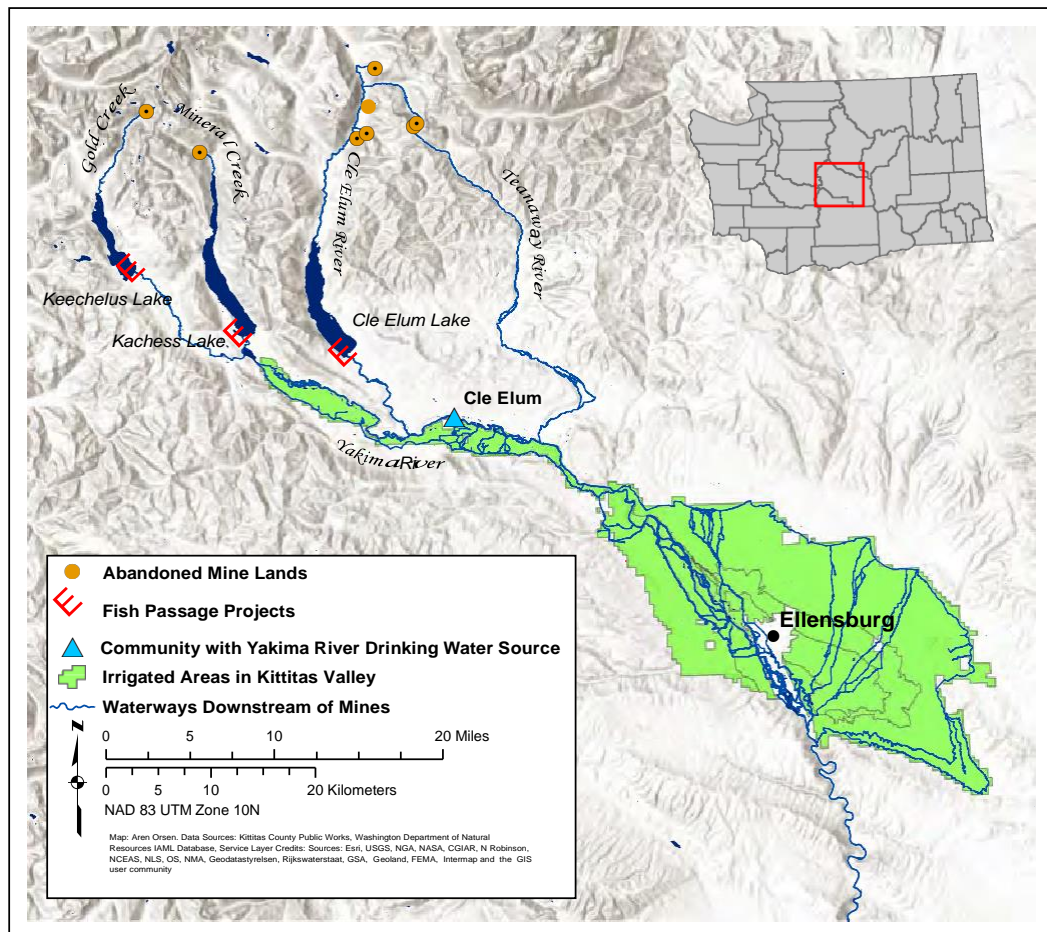 Gold Creek
Mineral Creek
Cle Elum River
Teanaway River
Keechelus Lake
Kachess Lake
Cle Elum Lake
Cle Elum
Yakima River
Ellensburg
Abandoned Mine Lands
Fish Passage Projects
Community with Yakima River Drinking Water Source
Irrigated Areas in Kittitas Valley
Waterways Downstream of Mines
N
0 5 10 20 Miles
0 5 10 20 Kilometers
NAD 83 UTM Zone 10N
Map: Aren Orsen. Data Sources: Kittitas County Public Works, Washington Department of Natural
Resources IAML Database, Service Layer Credits: Sources: Esri, USGS, NGA, NASA, CGIAR, N Robinson,
NCEAS, NLS, OS, NMA, Geodatastyrelsen, Rijkswaterstaat, GSA, Geoland, FEMA, Intermap and the GIS
user community